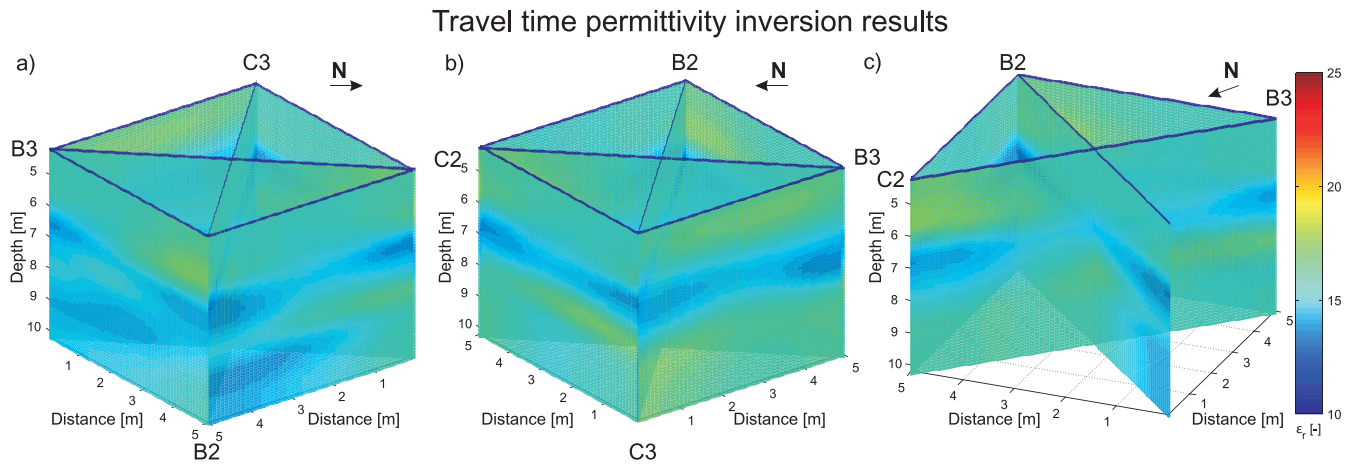 Travel time permittivity inversion results
a)
C3
N
B3
5
6
7
8
9
10
Depth [m]
1
2
3
4
5
Distance [m]
5
4
3
2
1
Distance [m]
B2
b)
B2
N
C2
5
6
7
8
9
10
Depth [m]
5
4
3
2
1
Distance [m]
1
2
3
4
5
Distance [m]
C3
c)
B2
N
B3
B3
C2
5
6
7
8
9
10
Depth [m]
5
4
3
2
1
Distance [m]
1
2
3
4
5
Distance [m]
25
20
15
10
εr [-]